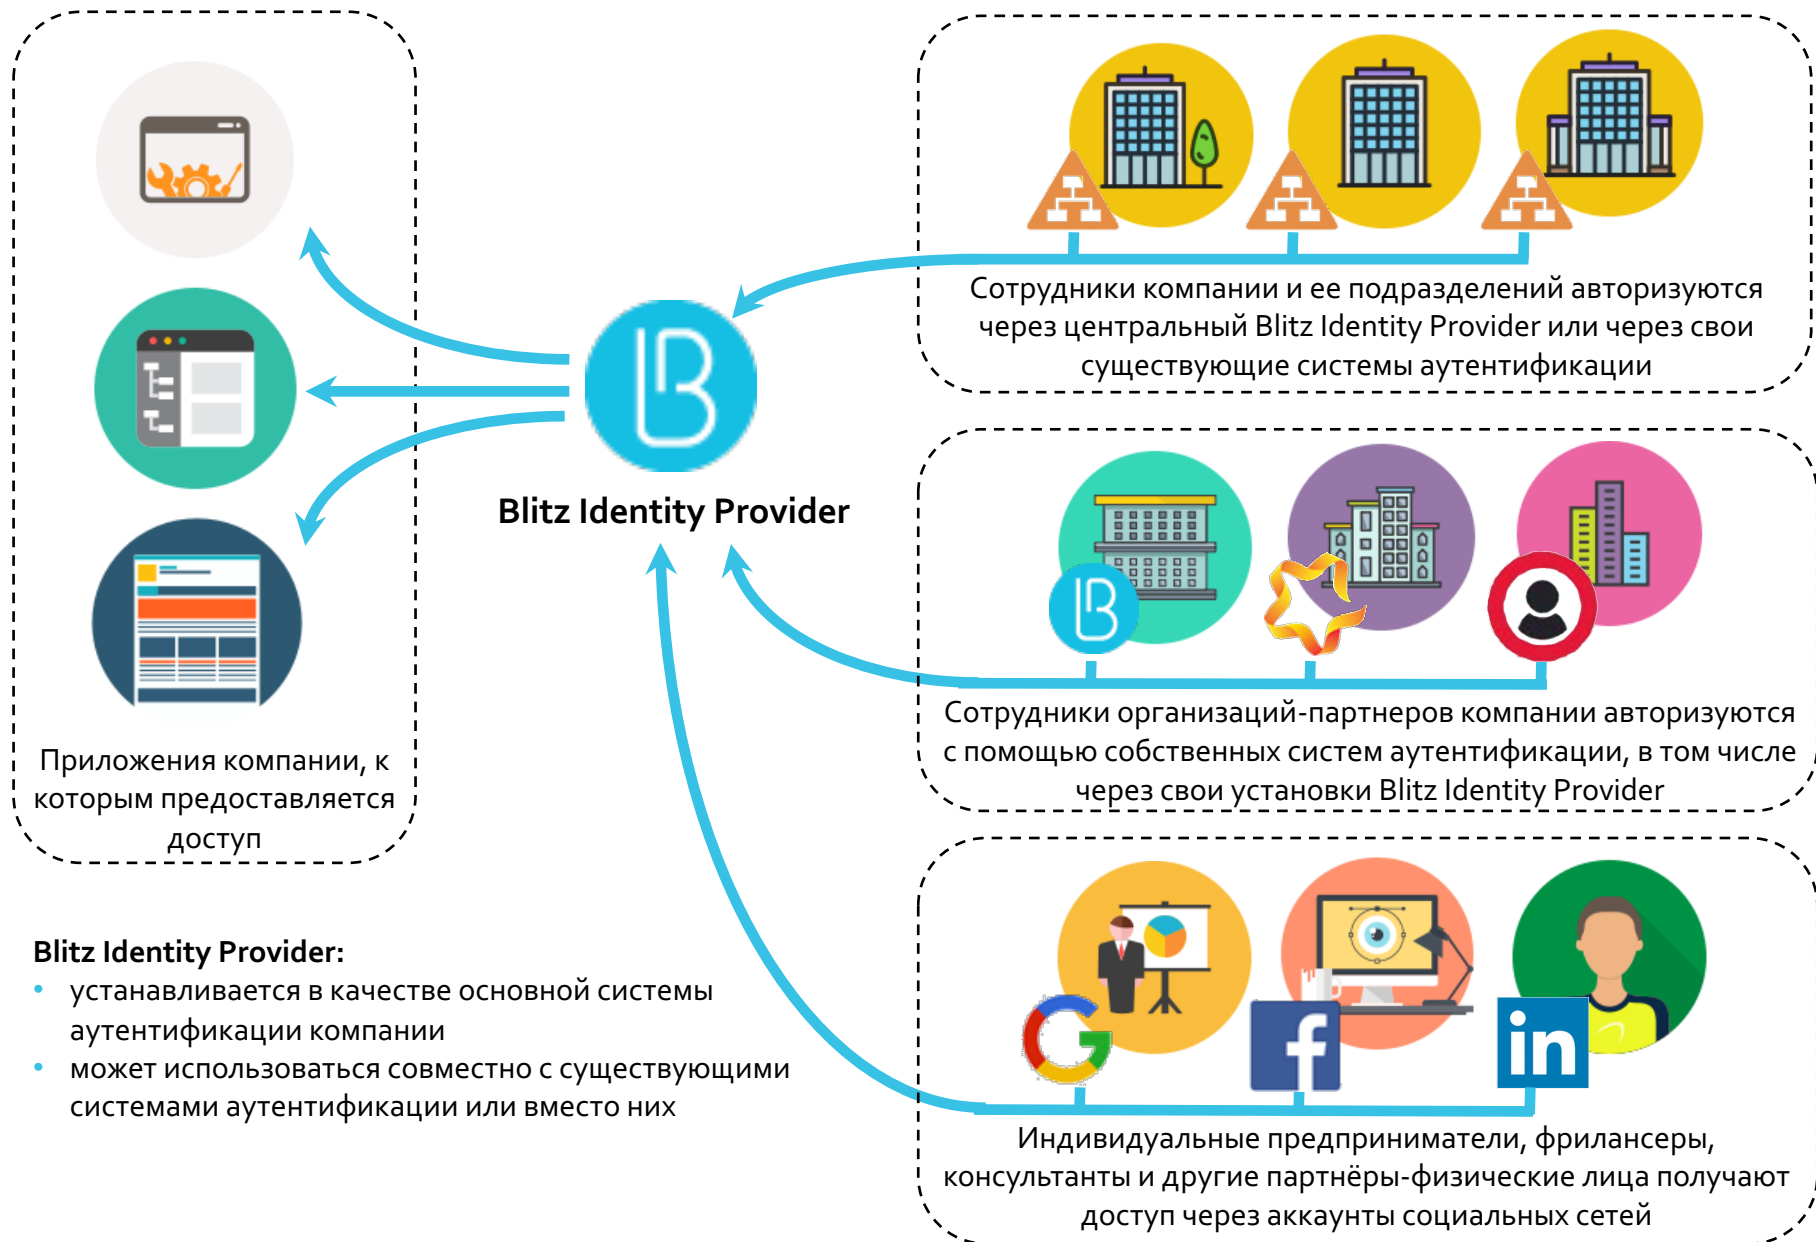 Приложения компании, к
которым предоставляется
доступ
Blitz Identity Provider
Сотрудники компании и ее подразделений авторизуются
через центральный Blitz Identity Provider или через свои
существующие системы аутентификации
Сотрудники организаций-партнеров компании авторизуются
с помощью собственных систем аутентификации, в том числе
через свои установки Blitz Identity Provider
Индивидуальные предприниматели, фрилансеры,
консультанты и другие партнёры-физические лица получают
доступ через аккаунты социальных сетей
Blitz Identity Provider:
• устанавливается в качестве основной системы
аутентификации компании
• может использоваться совместно с существующими
системами аутентификации или вместо них
G
f
in